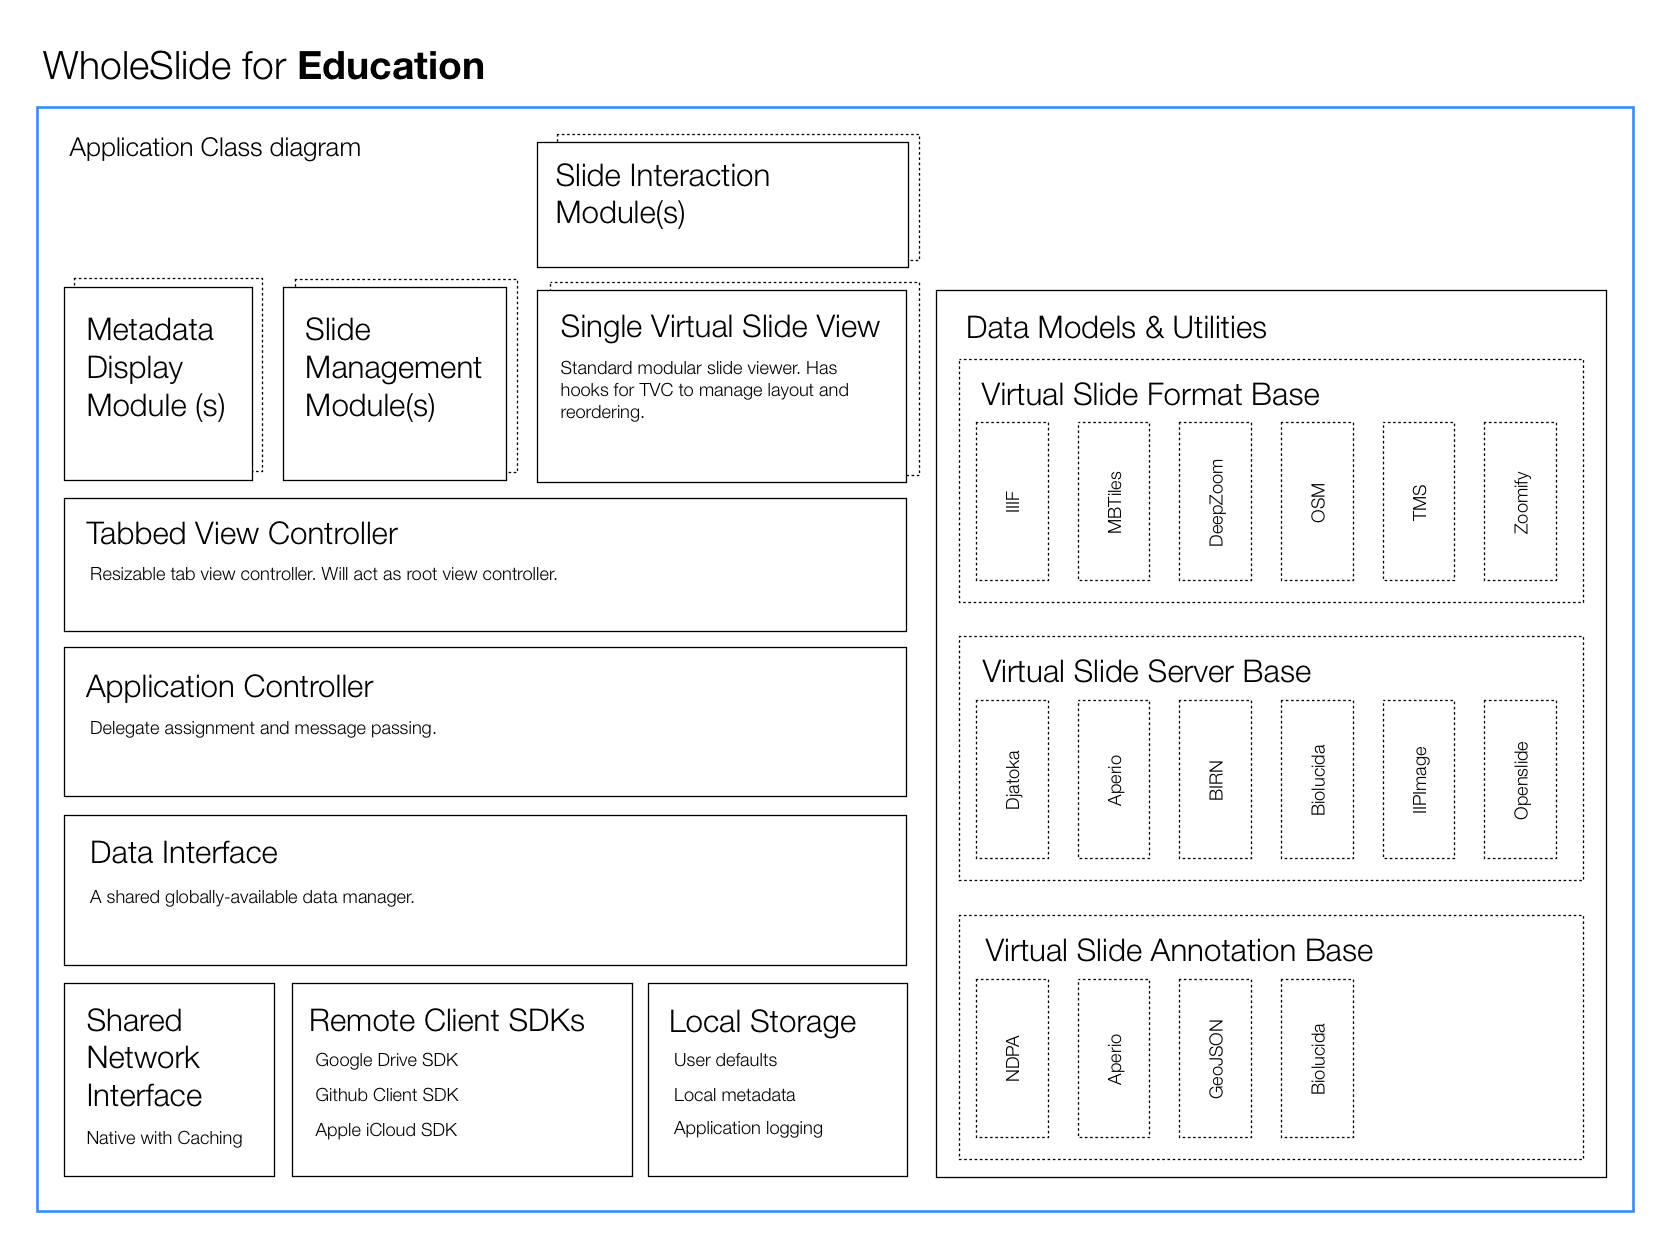 WholeSlide for Education
Application Class diagram
Slide Interaction
Module(s)
Metadata
Display
Module (s)
Slide
Management
Module(s)
Single Virtual Slide View
Standard modular slide viewer. Has
hooks for TVC to manage layout and
reordering.
Tabbed View Controller
Resizable tab view controller. Will act as root view controller.
Application Controller
Delegate assignment and message passing.
Data Interface
A shared globally-available data manager.
Shared
Network
Interface
Native with Caching
Remote Client SDKs
Google Drive SDK
Github Client SDK
Apple iCloud SDK
Local Storage
User defaults
Local metadata
Application logging
Data Models & Utilities
Virtual Slide Format Base
IIIF
MBTiles
DeepZoom
OSM
TMS
Zoomify
Virtual Slide Server Base
Djatoka
Aperio
BIRN
Biolucida
IIPImage
Openslide
Virtual Slide Annotation Base
NDPA
Aperio
GeoJSON
Biolucida